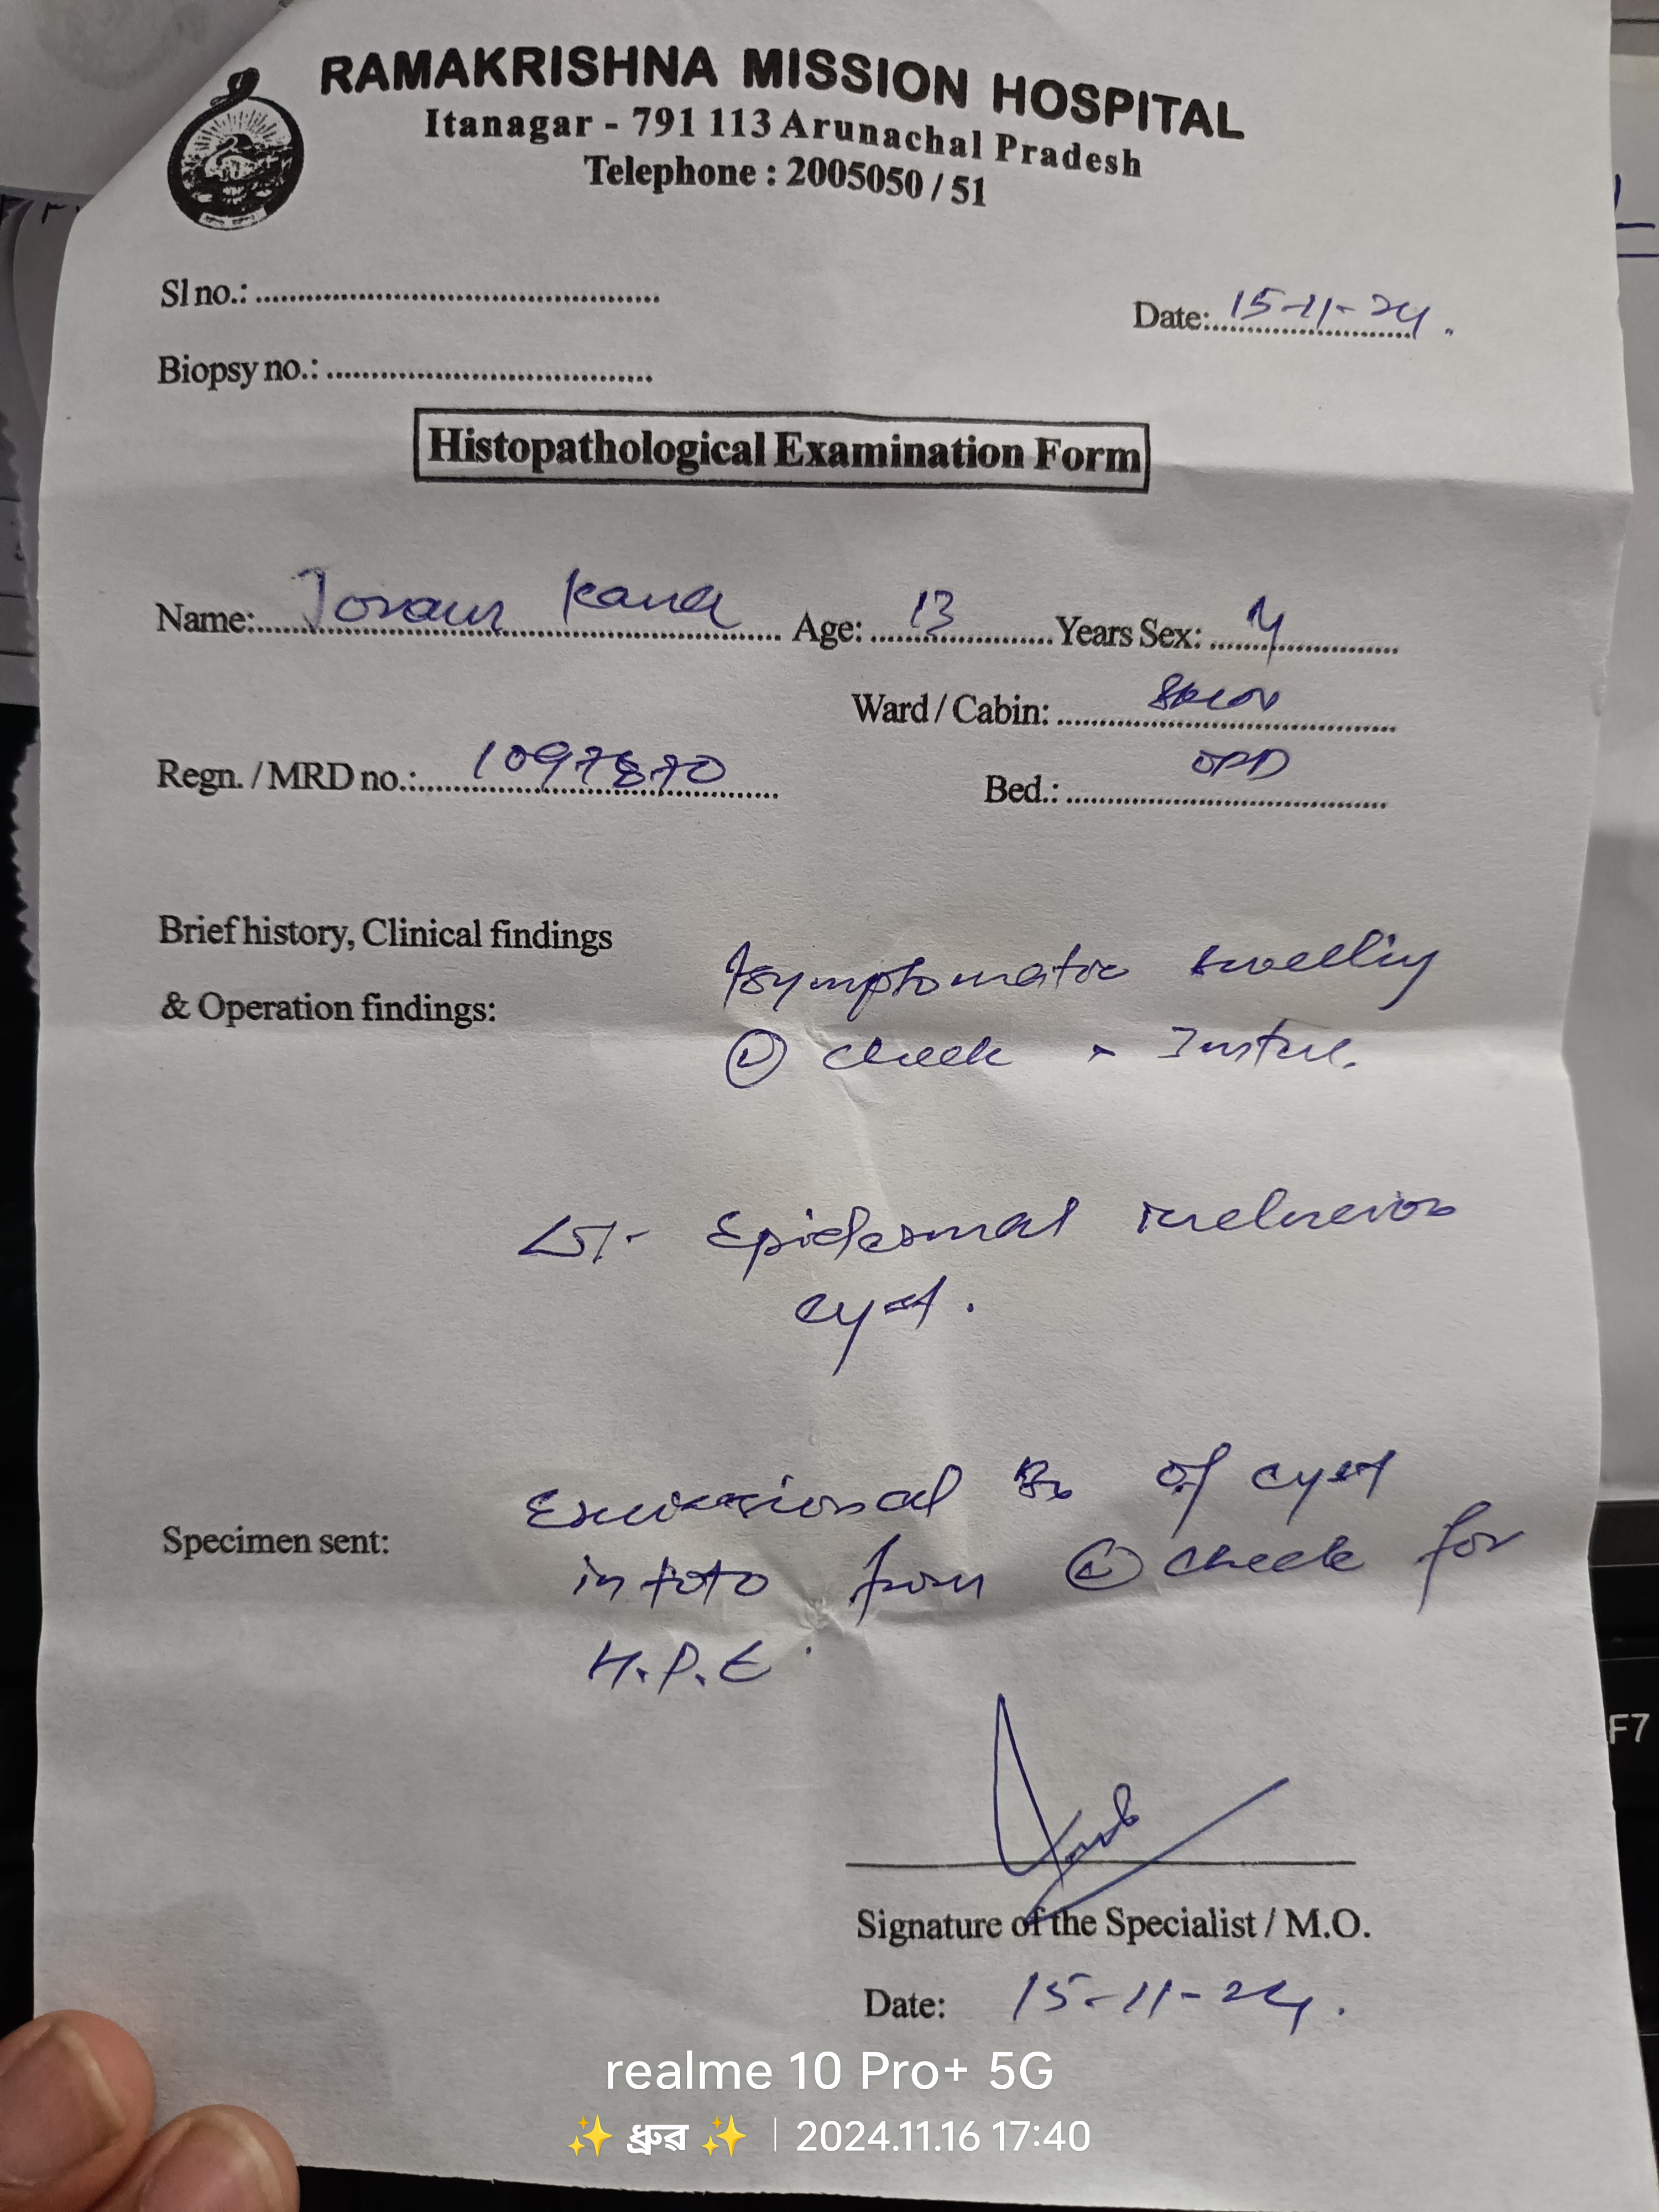 RAMAKRISHNA MISSION HOSPITAL
Itanagar - 791 113 Arunachal Pradesh
Telephone : 2005050 / 51
Sl no.:
Date: 15-11-24.
Biopsy no.:
Histopathological Examination Form
Name: Kana Age: 13 Years Sex: M
Ward / Cabin: Skin
Regn. / MRD no.: 1097870
Bed.: OPD
Brief history, Clinical findings
& Operation findings:
Asymptomatic swelling
(L) cheek
Epidermal inclusion
cyst.
Specimen sent:
Excisional Bx of cyst
in toto from (L) cheek for
H.P.E.
Signature of the Specialist / M.O.
Date: 15-11-24.
F7
realme 10 Pro+ 5G
✨ ধ্ৰুৱ ✨ | 2024.11.16 17:40